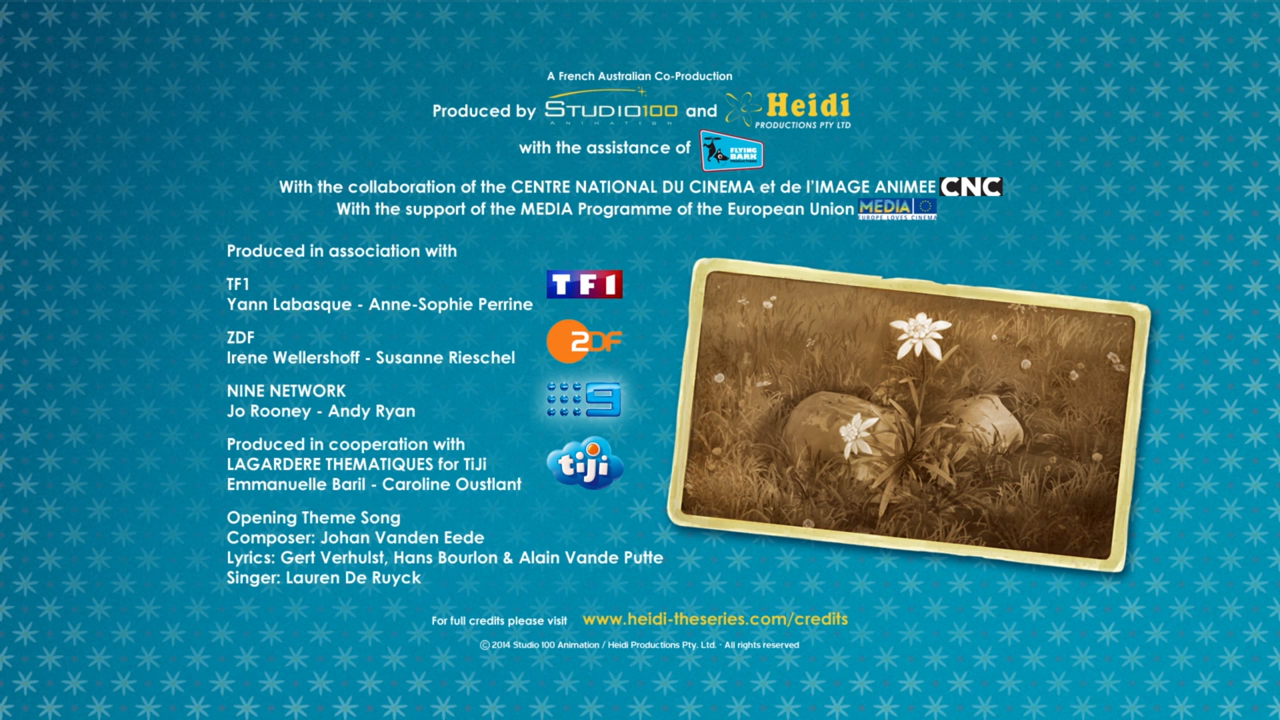 A French Australian Co-Production
Produced by STUDIO100 ANIMATION and Heidi PRODUCTIONS PTY LTD
with the assistance of FLYING BARK
With the collaboration of the CENTRE NATIONAL DU CINEMA et de l'IMAGE ANIMEE CNC
With the support of the MEDIA Programme of the European Union MEDIA EUROPE LOVES CINEMA
Produced in association with
TF1 TF1
Yann Labasque - Anne-Sophie Perrine
ZDF ZDF
Irene Wellershoff - Susanne Rieschel
NINE NETWORK 9
Jo Rooney - Andy Ryan
Produced in cooperation with
LAGARDERE THEMATIQUES for TiJi tiji
Emmanuelle Baril - Caroline Oustlant
Opening Theme Song
Composer: Johan Vanden Eede
Lyrics: Gert Verhulst, Hans Bourlon & Alain Vande Putte
Singer: Lauren De Ruyck
For full credits please visit www.heidi-theseries.com/credits
© 2014 Studio 100 Animation / Heidi Productions Pty. Ltd. - All rights reserved